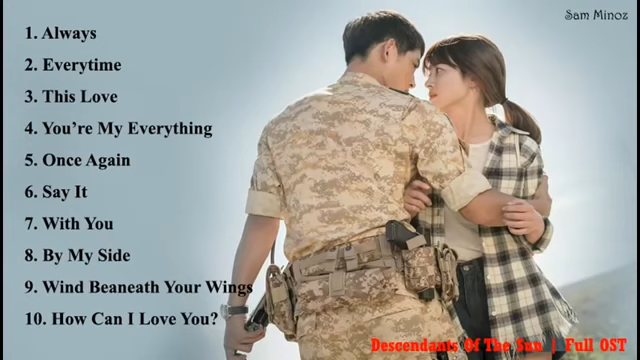 Sam Minoz
1. Always
2. Everytime
3. This Love
4. You're My Everything
5. Once Again
6. Say It
7. With You
8. By My Side
9. Wind Beaneath Your Wings
10. How Can I Love You?
Descendants Of The Sun | Full OST